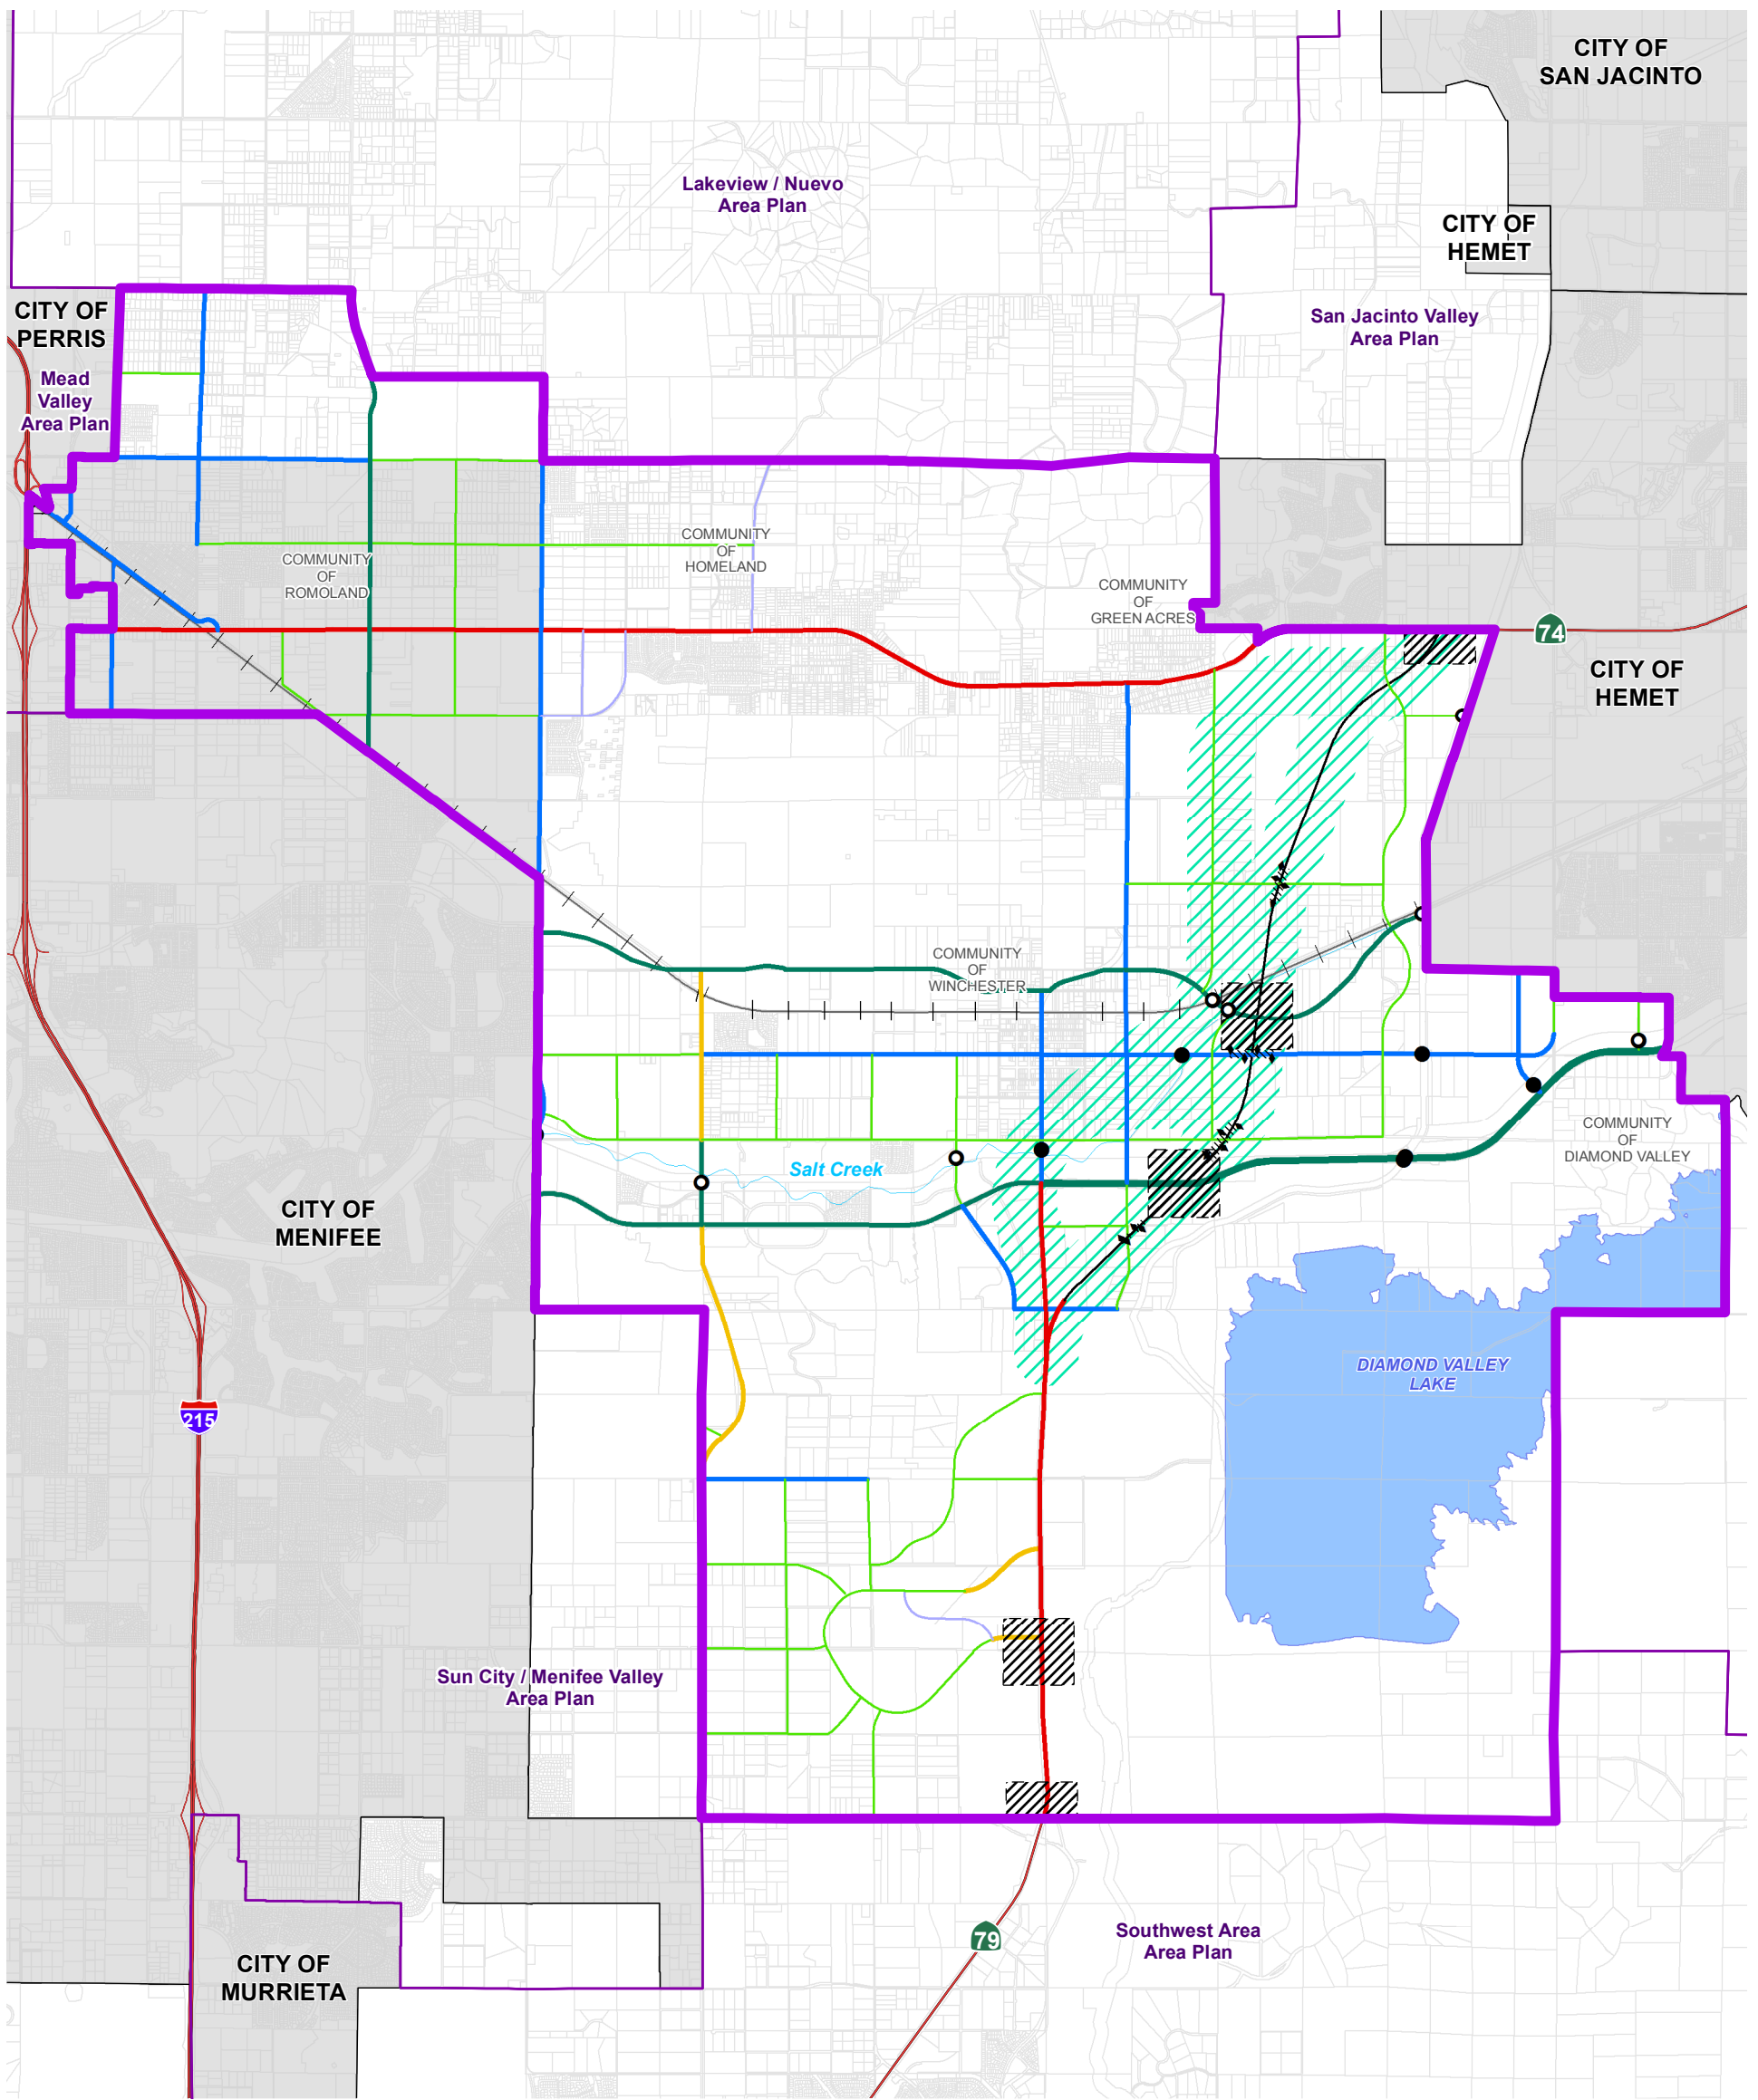 CITY OF
SAN JACINTO
Lakeview / Nuevo
Area Plan
CITY OF
HEMET
CITY OF
PERRIS
San Jacinto Valley
Area Plan
Mead
Valley
Area Plan
COMMUNITY
OF
HOMELAND
COMMUNITY
OF
ROMOLAND
COMMUNITY
OF
GREEN ACRES
74
CITY OF
HEMET
COMMUNITY
OF
WINCHESTER
COMMUNITY
OF
DIAMOND VALLEY
Salt Creek
CITY OF
MENIFEE
DIAMOND VALLEY
LAKE
215
Sun City / Menifee Valley
Area Plan
79
Southwest Area
Area Plan
CITY OF
MURRIETA